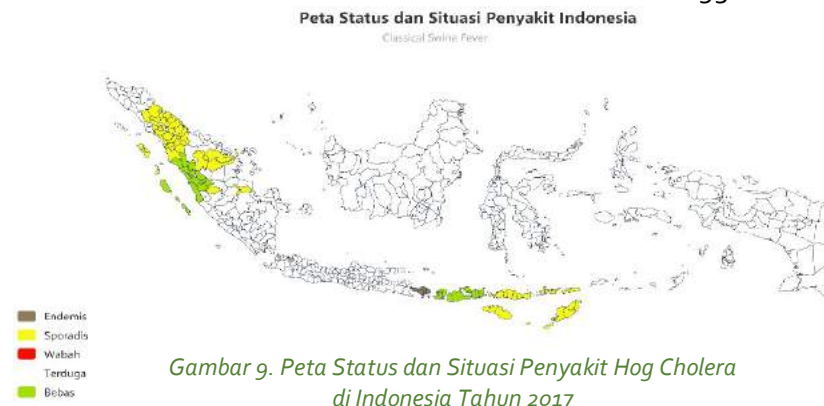 Peta Status dan Situasi Penyakit Indonesia
Classical Swine Fever
Endemis
Sporadis
Wabah
Terduga
Bebas
Gambar 9. Peta Status dan Situasi Penyakit Hog Cholera
di Indonesia Tahun 2017